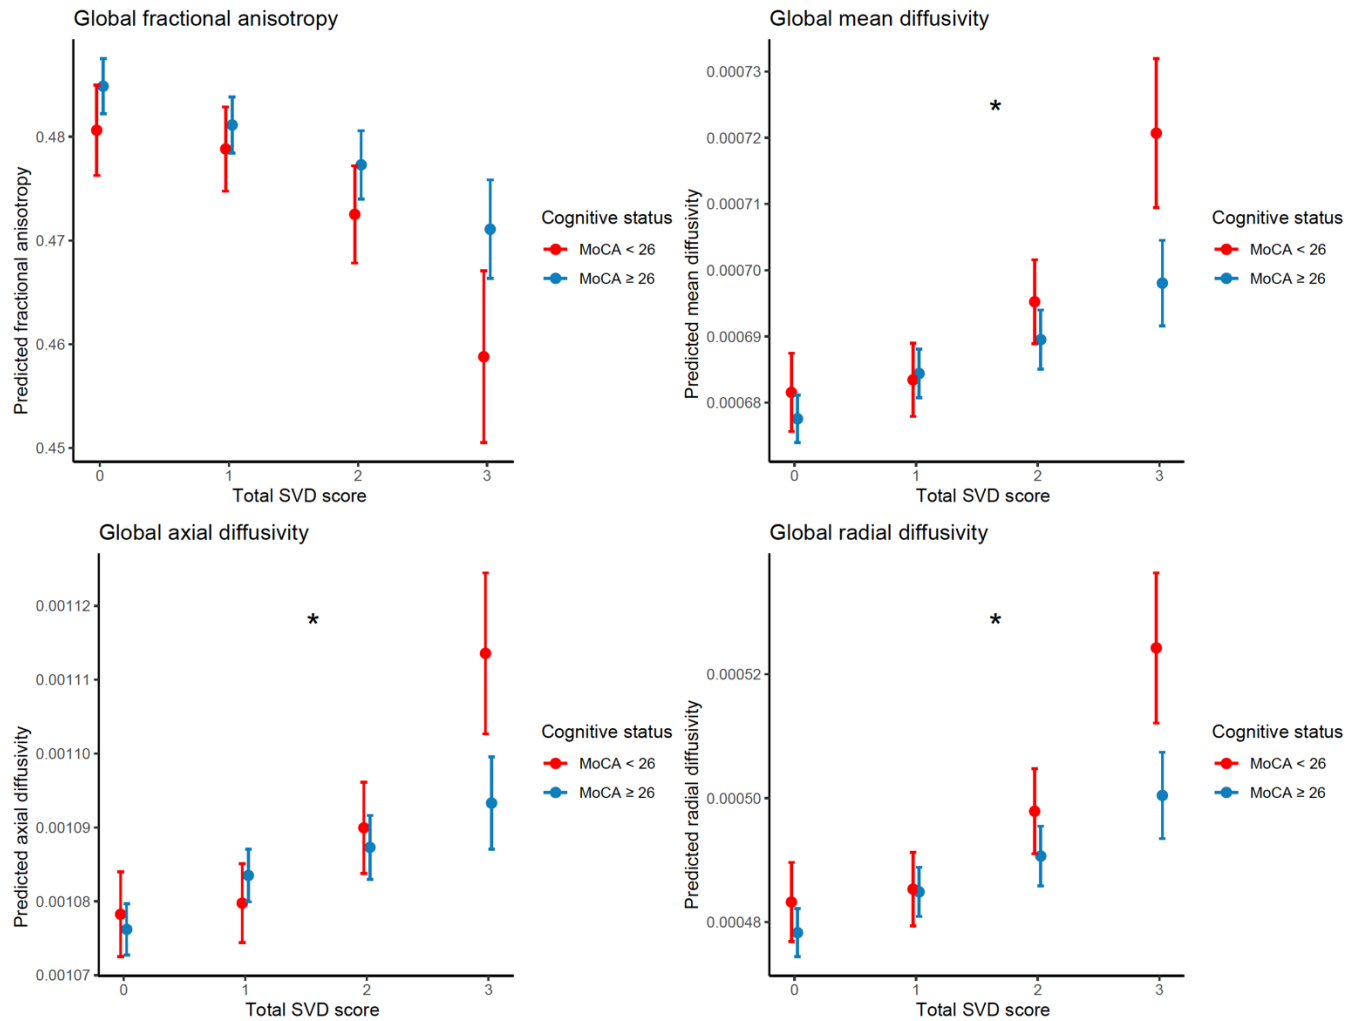 Global fractional anisotropy
Predicted fractional anisotropy
0.48
0.47
0.46
0.45
0 1 2 3
Total SVD score
Cognitive status
MoCA < 26
MoCA ≥ 26
Global mean diffusivity
Predicted mean diffusivity
0.00073
0.00072
0.00071
0.00070
0.00069
0.00068
*
0 1 2 3
Total SVD score
Cognitive status
MoCA < 26
MoCA ≥ 26
Global axial diffusivity
Predicted axial diffusivity
0.00112
0.00111
0.00110
0.00109
0.00108
0.00107
*
0 1 2 3
Total SVD score
Cognitive status
MoCA < 26
MoCA ≥ 26
Global radial diffusivity
Predicted radial diffusivity
0.00052
0.00050
0.00048
*
0 1 2 3
Total SVD score
Cognitive status
MoCA < 26
MoCA ≥ 26